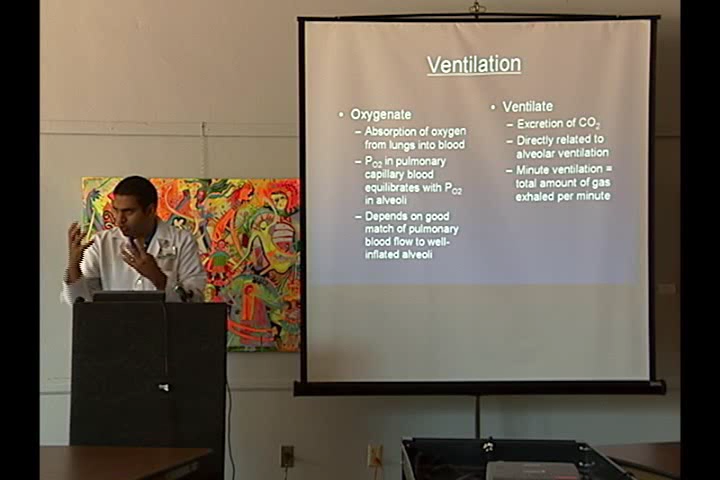 Ventilation
• Oxygenate
– Absorption of oxygen
from lungs into blood
– PO2 in pulmonary
capillary blood
equilibrates with PO2
in alveoli
– Depends on good
match of pulmonary
blood flow to well-
inflated alveoli
• Ventilate
– Excretion of CO2
– Directly related to
alveolar ventilation
– Minute ventilation =
total amount of gas
exhaled per minute